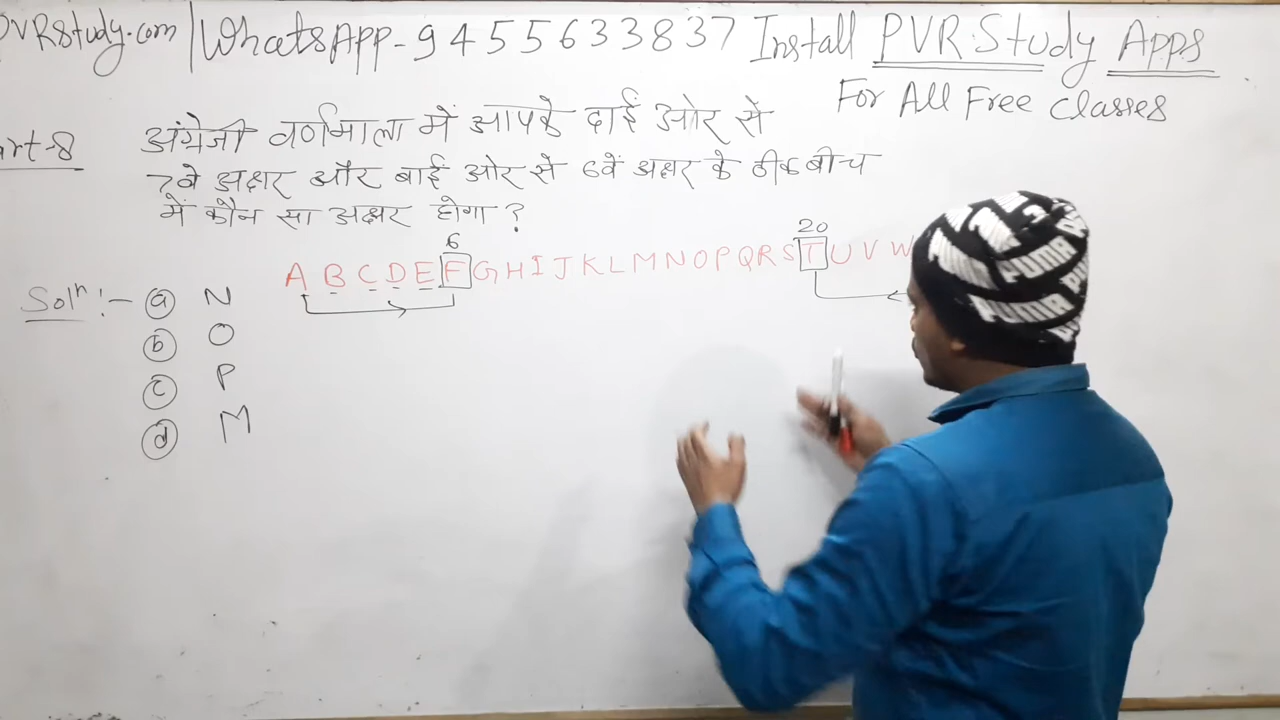 PVRStudy.com | WhatsApp-9455633837 Install PVR Study Apps
For All Free Classes
art-8
अंग्रेजी वर्णमाला में आपके दाई ओर से
7वे अक्षर और बाई ओर से 6वें अक्षर के ठीक बीच
में कौन सा अक्षर होगा ?
6 20
A B C D E F G H I J K L M N O P Q R S T U V W
Solⁿ:- (a) N
(b) O
(c) P
(d) M
PUMA